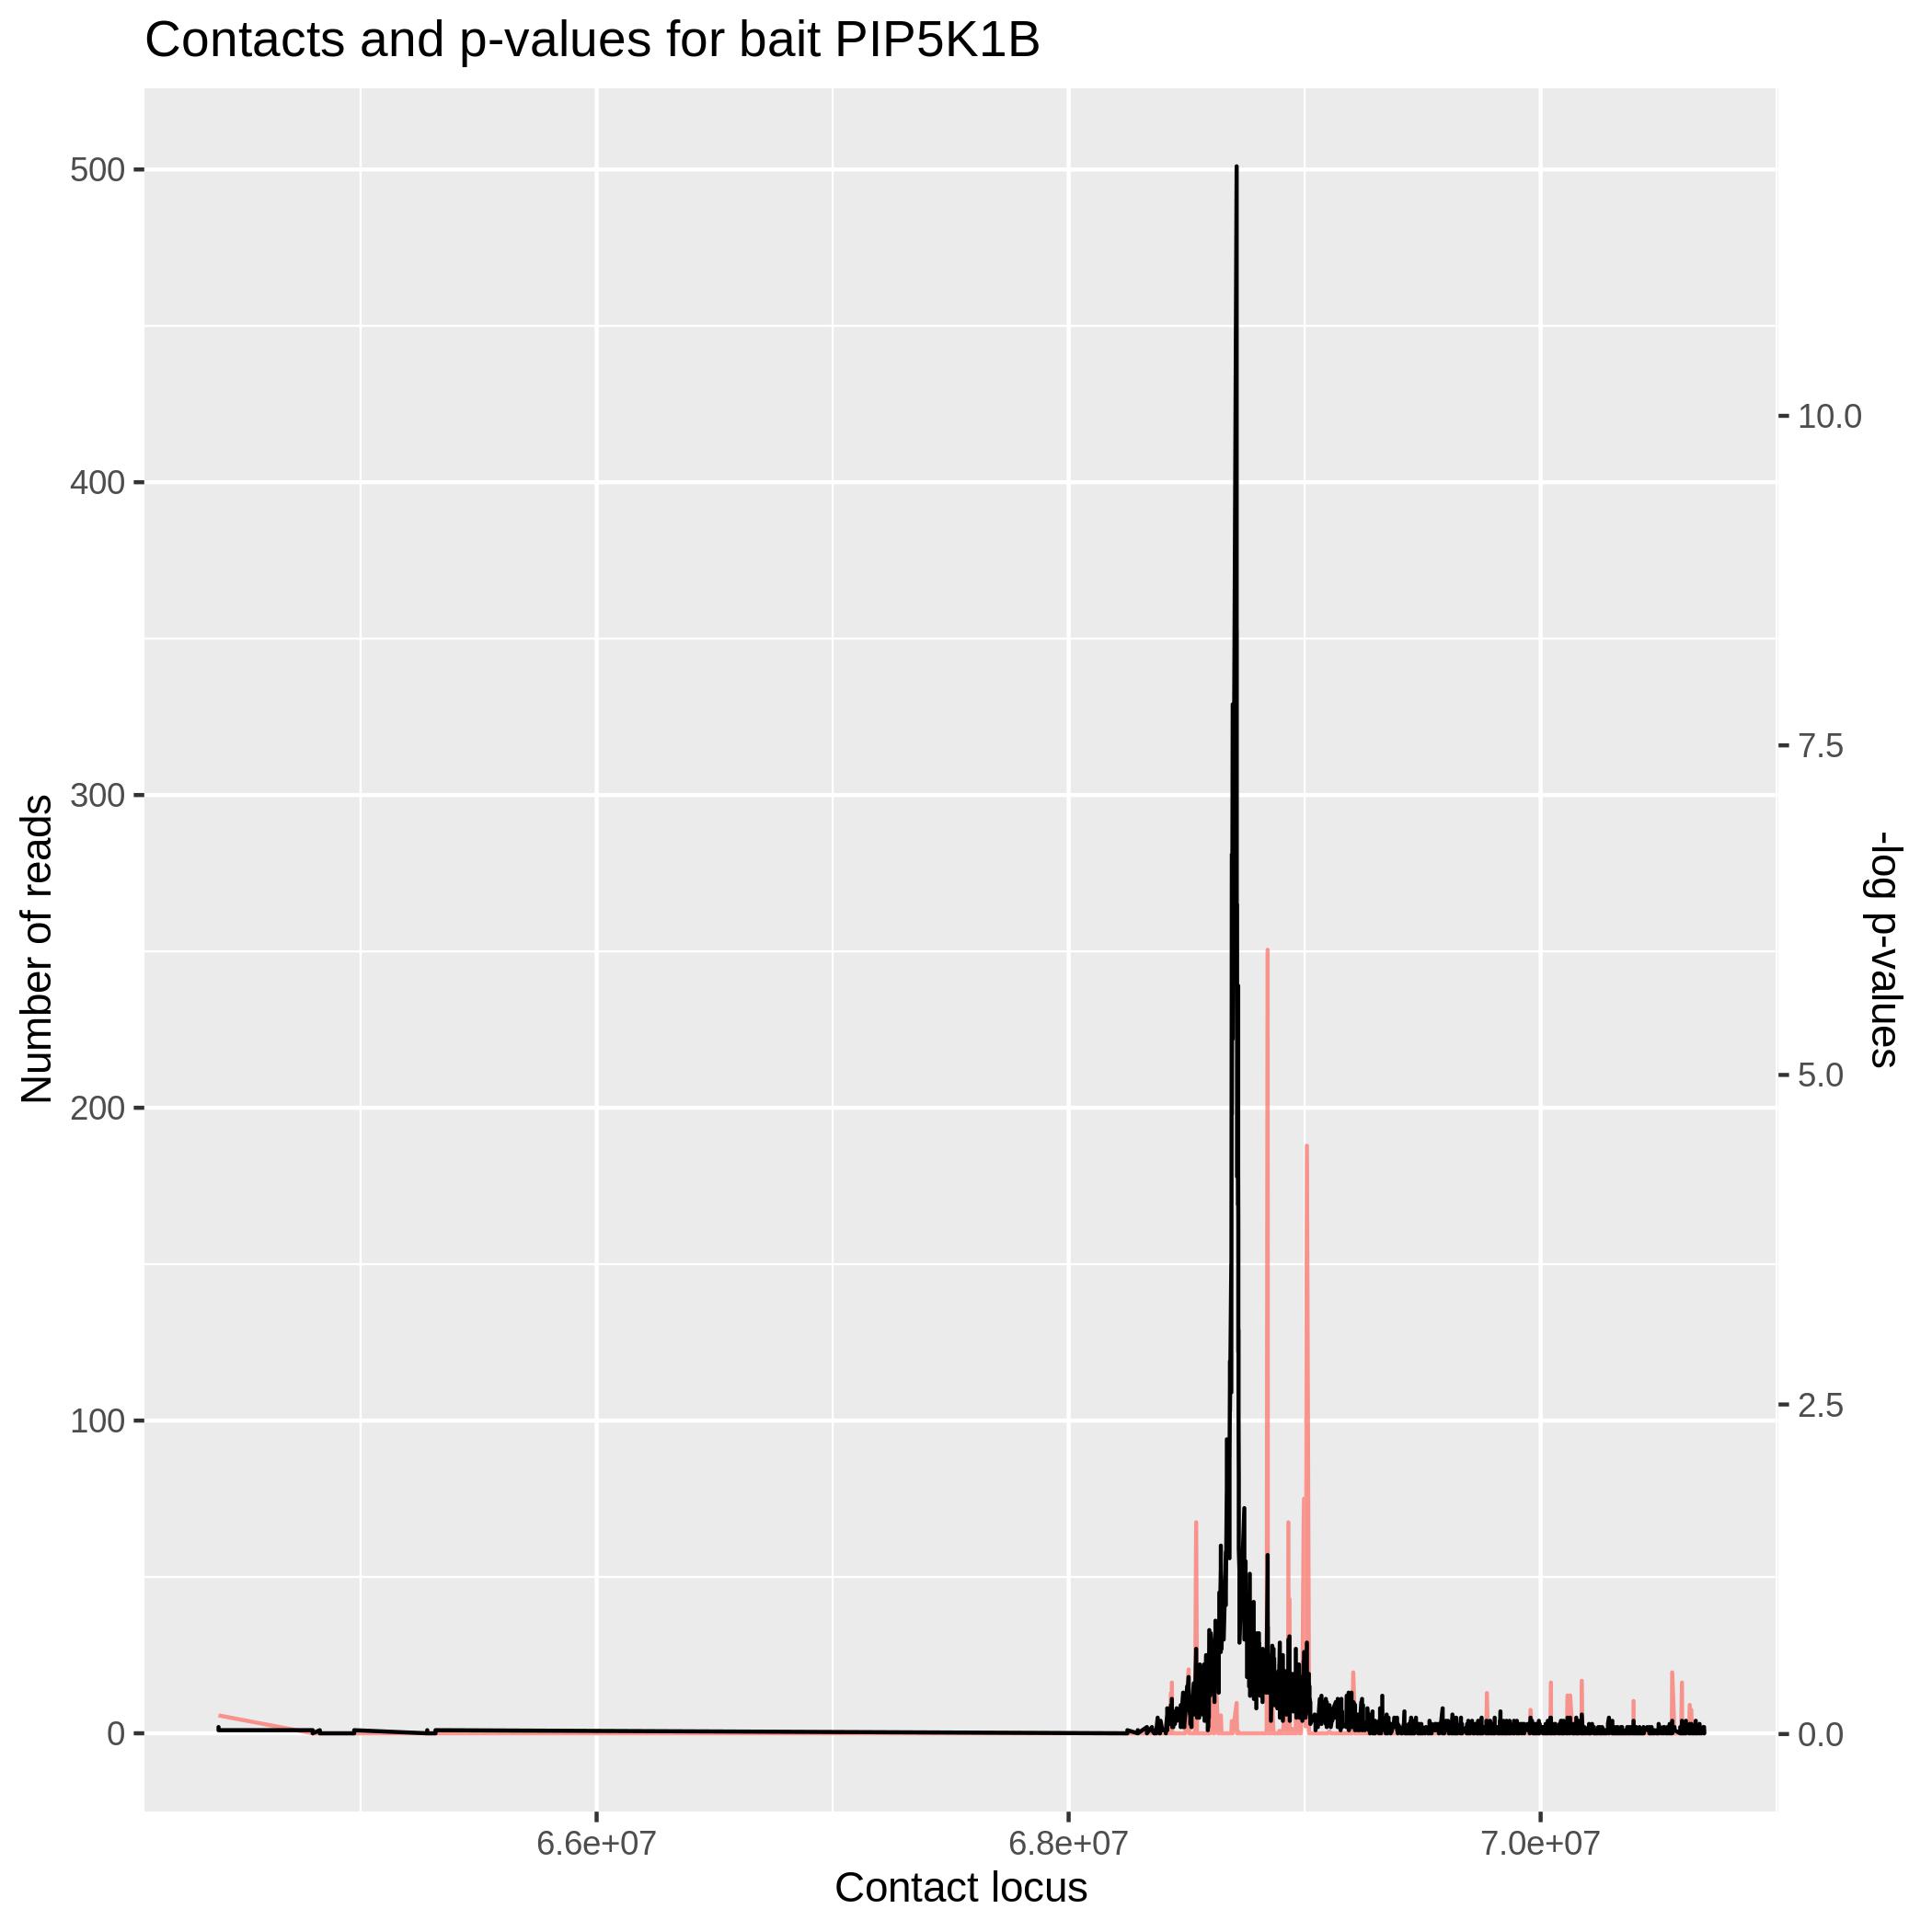 Contacts and p-values for bait PIP5K1B
500
400
300
200
100
0
Number of reads
10.0
7.5
5.0
2.5
0.0
-log p-values
6.6e+07
6.8e+07
7.0e+07
Contact locus